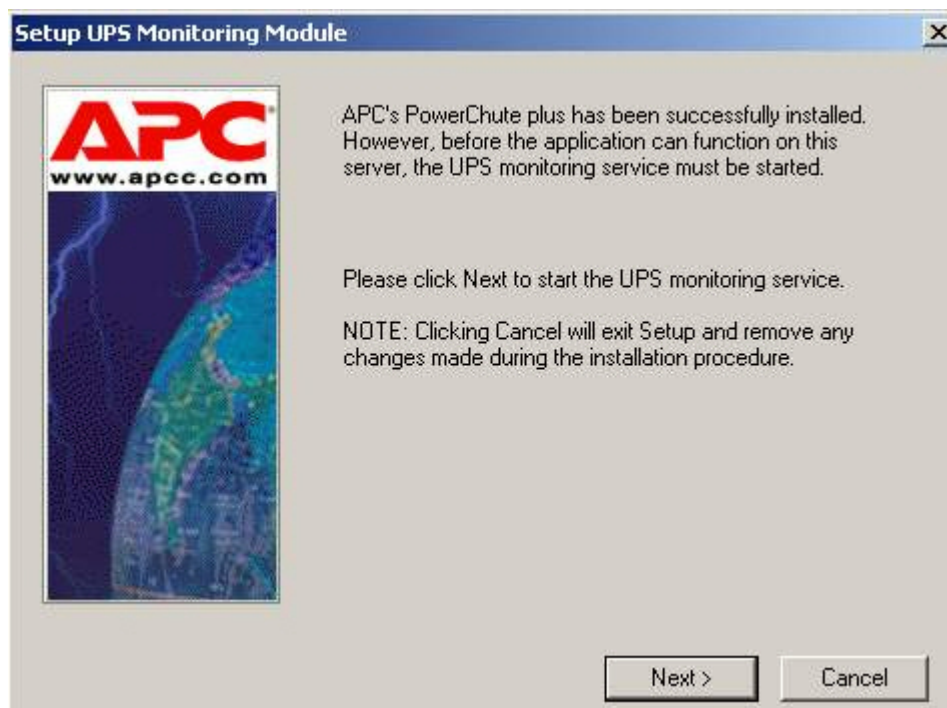 Setup UPS Monitoring Module
APC
www.apcc.com
APC's PowerChute plus has been successfully installed.
However, before the application can function on this
server, the UPS monitoring service must be started.
Please click Next to start the UPS monitoring service.
NOTE: Clicking Cancel will exit Setup and remove any
changes made during the installation procedure.
Next >
Cancel